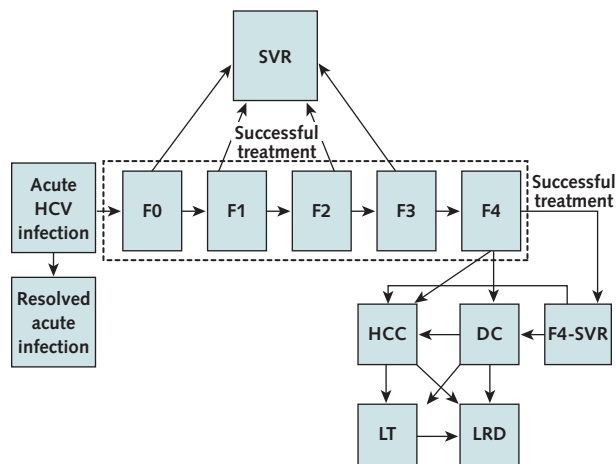 SVR
Successful
treatment
Acute
HCV
infection
F0
F1
F2
F3
F4
Successful
treatment
Resolved
acute
infection
HCC
DC
F4-SVR
LT
LRD